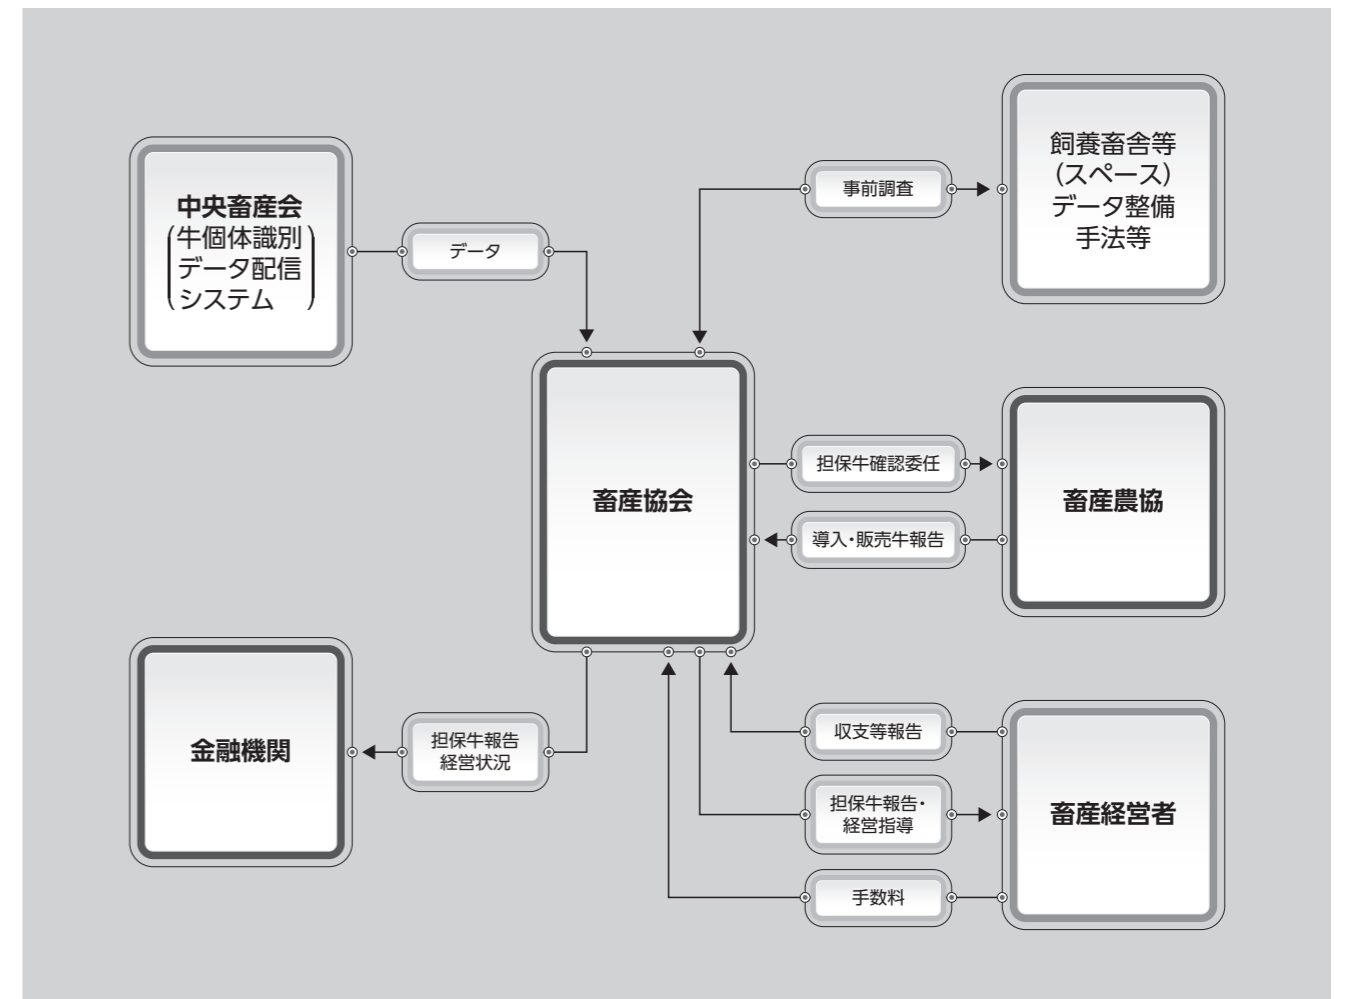 中央畜産会
(牛個体識別
データ配信
システム)
データ
事前調査
飼養畜舎等
(スペース)
データ整備
手法等
畜産協会
担保牛確認委任
導入・販売牛報告
畜産農協
金融機関
担保牛報告
経営状況
収支等報告
担保牛報告・
経営指導
手数料
畜産経営者